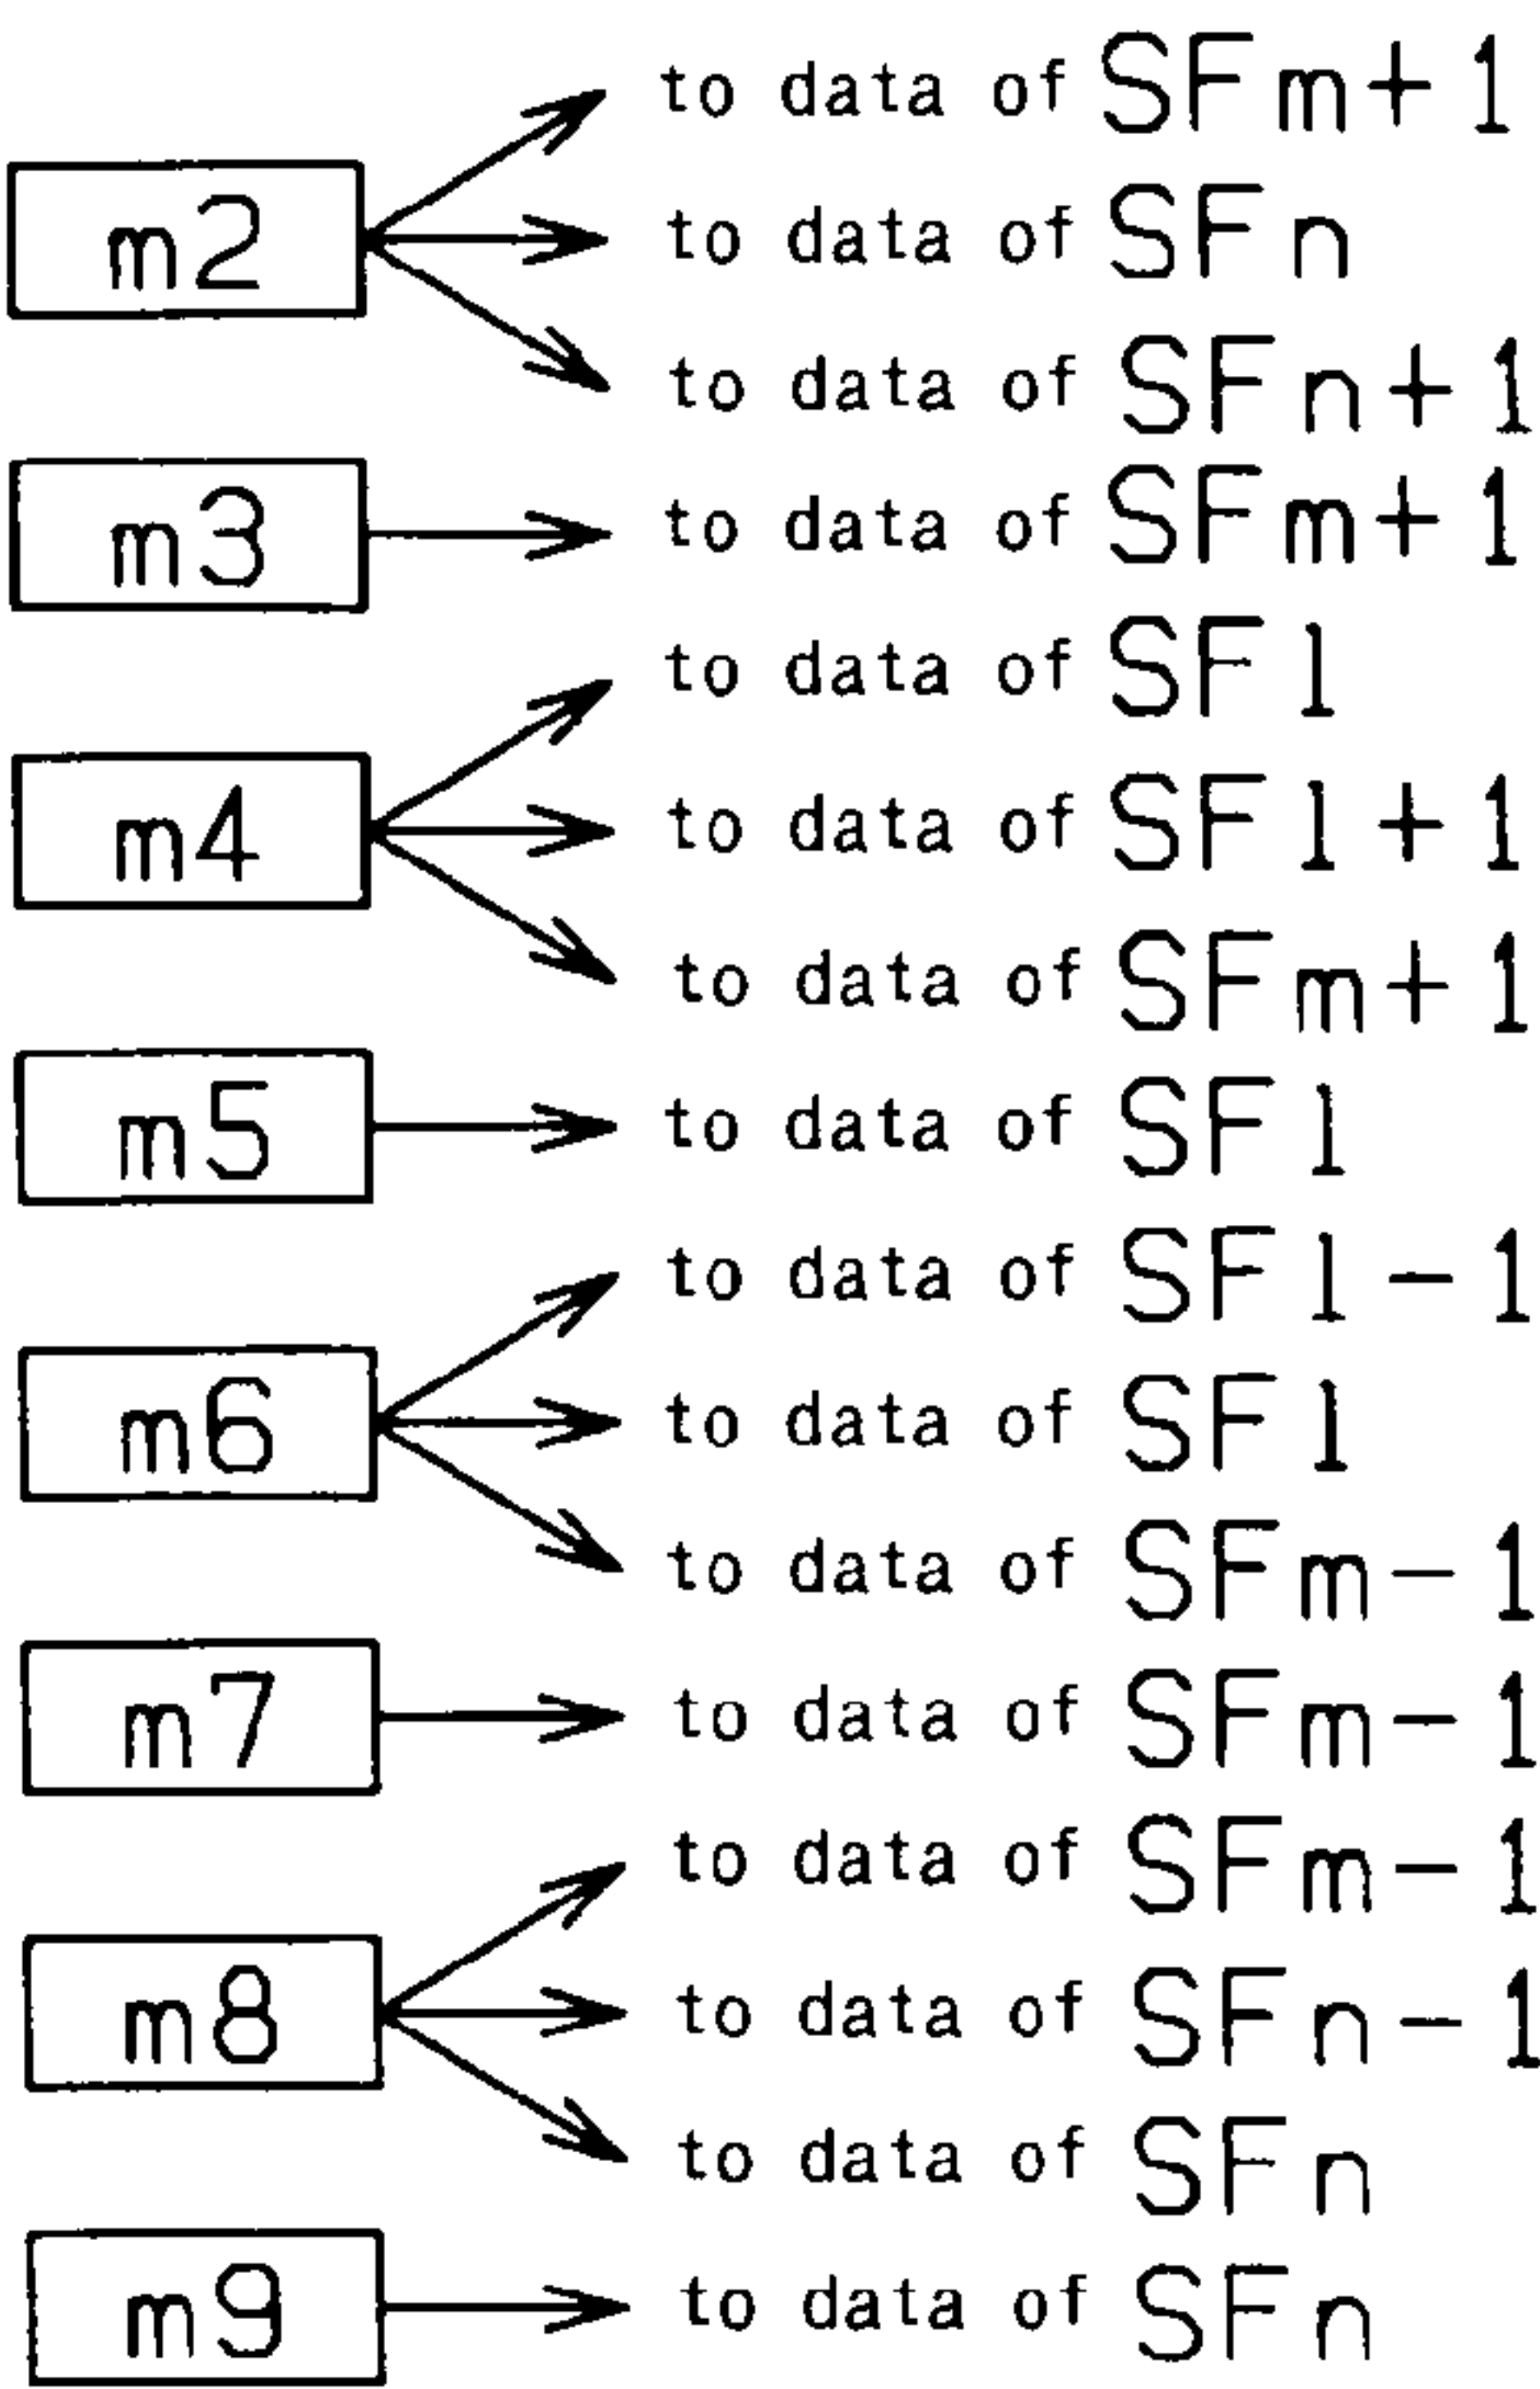 m2
to data of SFm+1
to data of SFn
to data of SFn+1
m3
to data of SFm+1
m4
to data of SFl
to data of SFl+1
to data of SFm+1
m5
to data of SFl
m6
to data of SFl-1
to data of SFl
to data of SFm-1
m7
to data of SFm-1
m8
to data of SFm-1
to data of SFn-1
to data of SFn
m9
to data of SFn